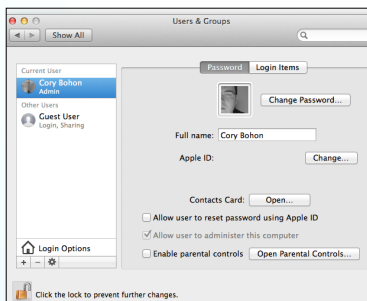 Users & Groups
Show All
Password
Login Items
Current User
Cory Bohon
Admin
Other Users
Guest User
Login, Sharing
Login Options
Change Password...
Full name: Cory Bohon
Apple ID:
Change...
Contacts Card:
Open...
Allow user to reset password using Apple ID
Allow user to administer this computer
Enable parental controls
Open Parental Controls...
Click the lock to prevent further changes.